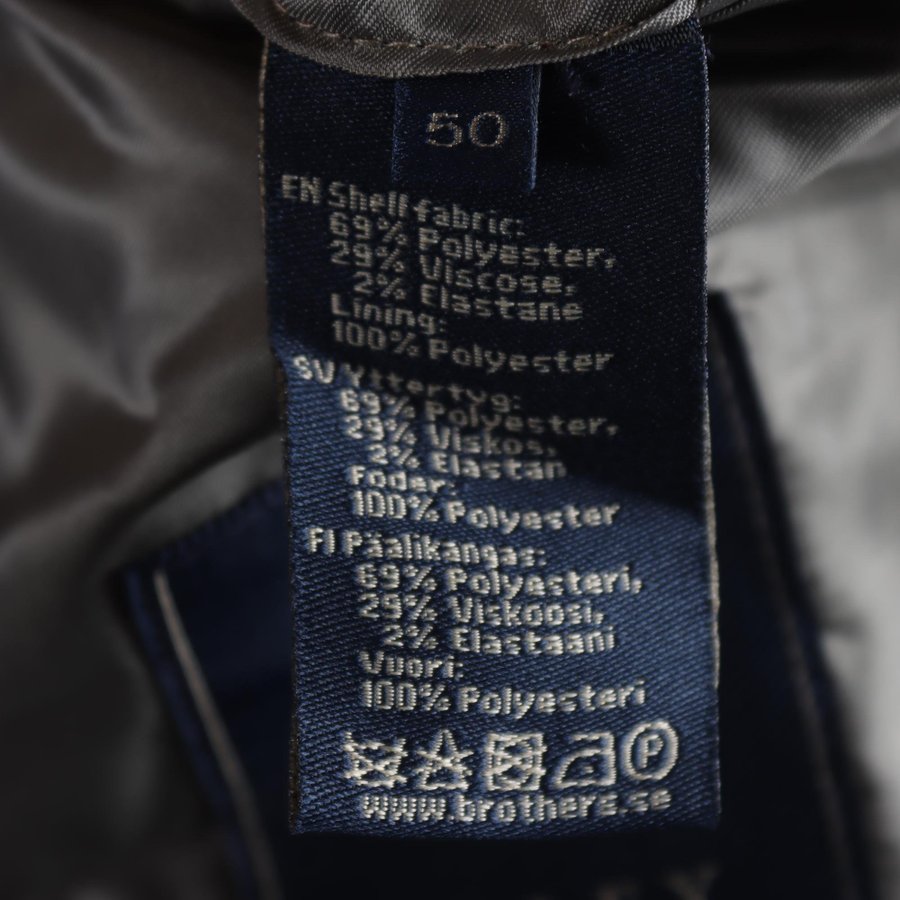 50
EN Shell fabric:
69% Polyester,
29% Viscose,
2% Elastane
Lining:
100% Polyester
SV Yttertyg:
69% Polyester,
29% Viskos,
2% Elastan
Foder:
100% Polyester
FI Päälikangas:
69% Polyesteri,
29% Viskoosi,
2% Elastaani
Vuori:
100% Polyesteri
P
www.brothers.se